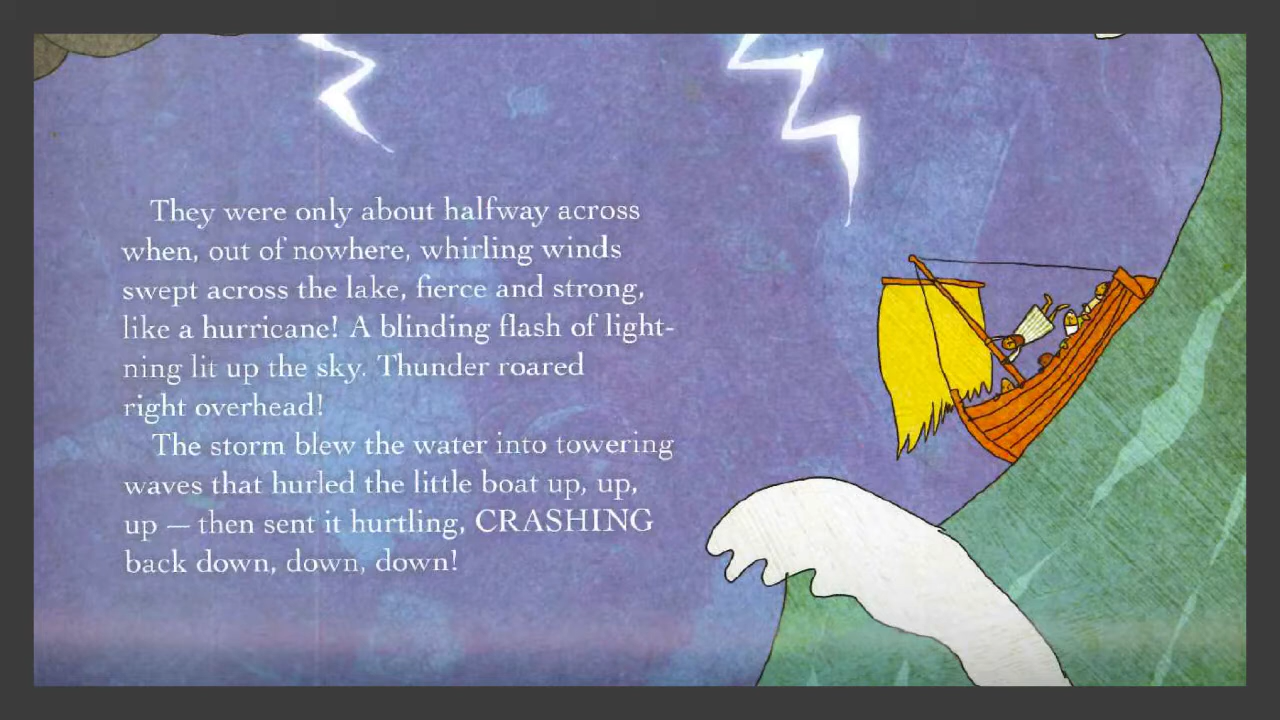 They were only about halfway across
when, out of nowhere, whirling winds
swept across the lake, fierce and strong,
like a hurricane! A blinding flash of light-
ning lit up the sky. Thunder roared
right overhead!
The storm blew the water into towering
waves that hurled the little boat up, up,
up — then sent it hurtling, CRASHING
back down, down, down!